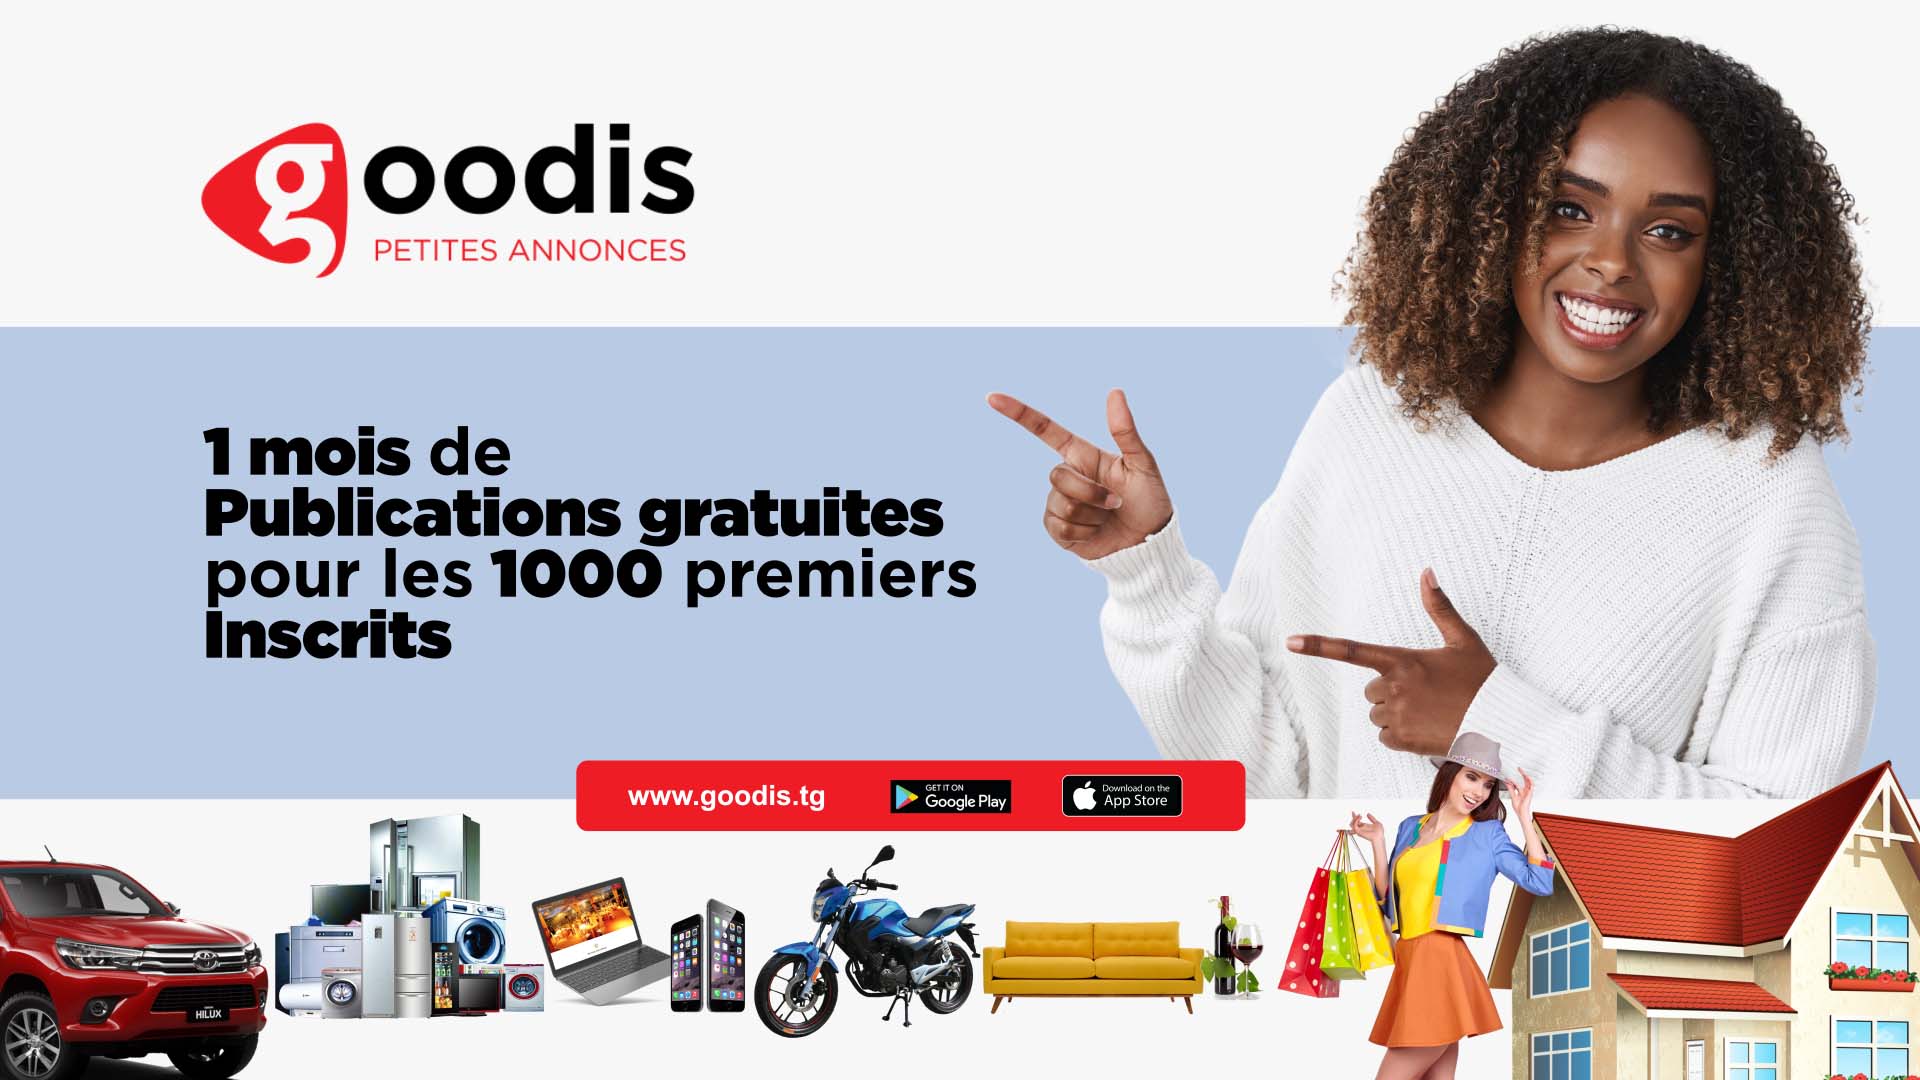 goodis
PETITES ANNONCES
1 mois de
Publications gratuites
pour les 1000 premiers
Inscrits
www.goodis.tg
GET IT ON
Google Play
Download on the
App Store
HILUX